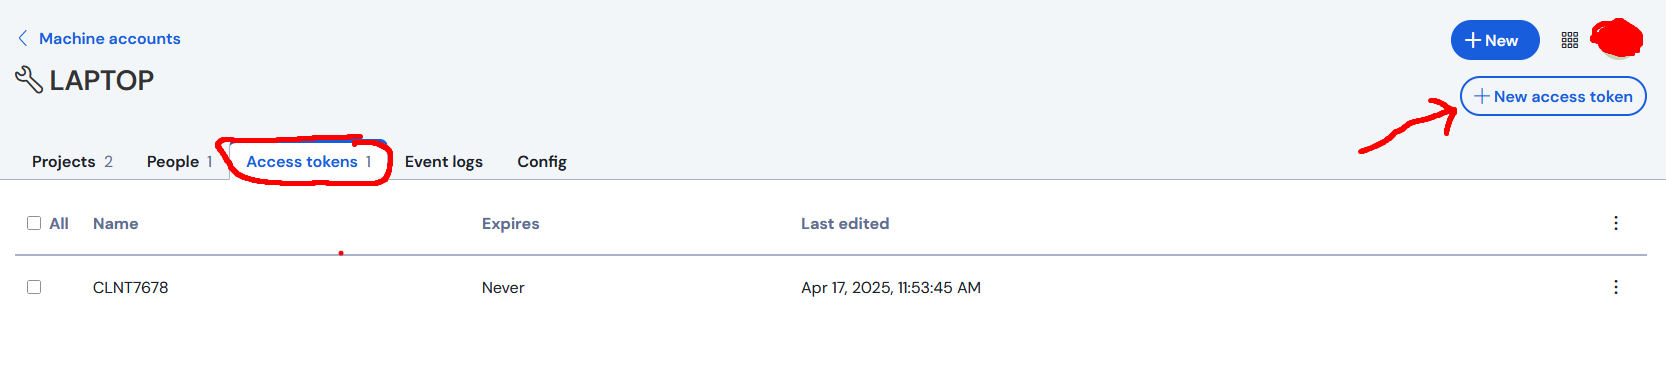 Machine accounts
New
LAPTOP
New access token
Projects 2 People 1 Access tokens 1 Event logs Config
All Name Expires Last edited
CLNT7678 Never Apr 17, 2025, 11:53:45 AM